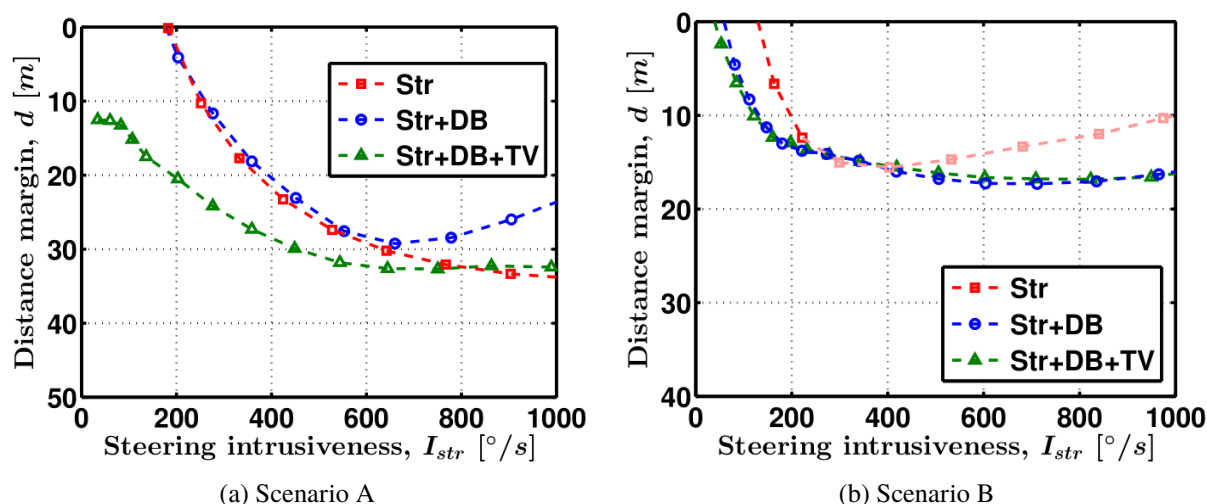 0
10
20
30
40
50
0 200 400 600 800 1000
Distance margin, d [m]
Steering intrusiveness, I_str [°/s]
Str
Str+DB
Str+DB+TV
(a) Scenario A
0
10
20
30
40
0 200 400 600 800 1000
Distance margin, d [m]
Steering intrusiveness, I_str [°/s]
Str
Str+DB
Str+DB+TV
(b) Scenario B